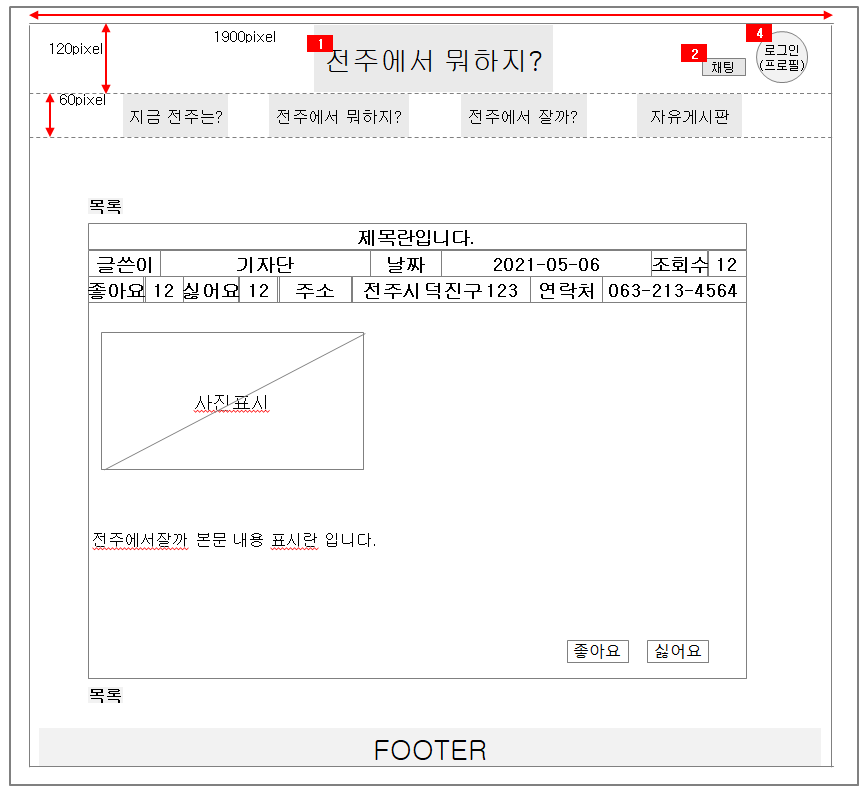 1900pixel
120pixel
1
전주에서 뭐하지?
2
채팅
4
로그인
(프로필)
60pixel
지금 전주는?
전주에서 뭐하지?
전주에서 잘까?
자유게시판
목록
제목란입니다.
글쓴이 기자단 날짜 2021-05-06 조회수 12
좋아요 12 싫어요 12 주소 전주시 덕진구 123 연락처 063-213-4564
사진표시
전주에서잘까 본문 내용 표시란 입니다.
좋아요 싫어요
목록
FOOTER